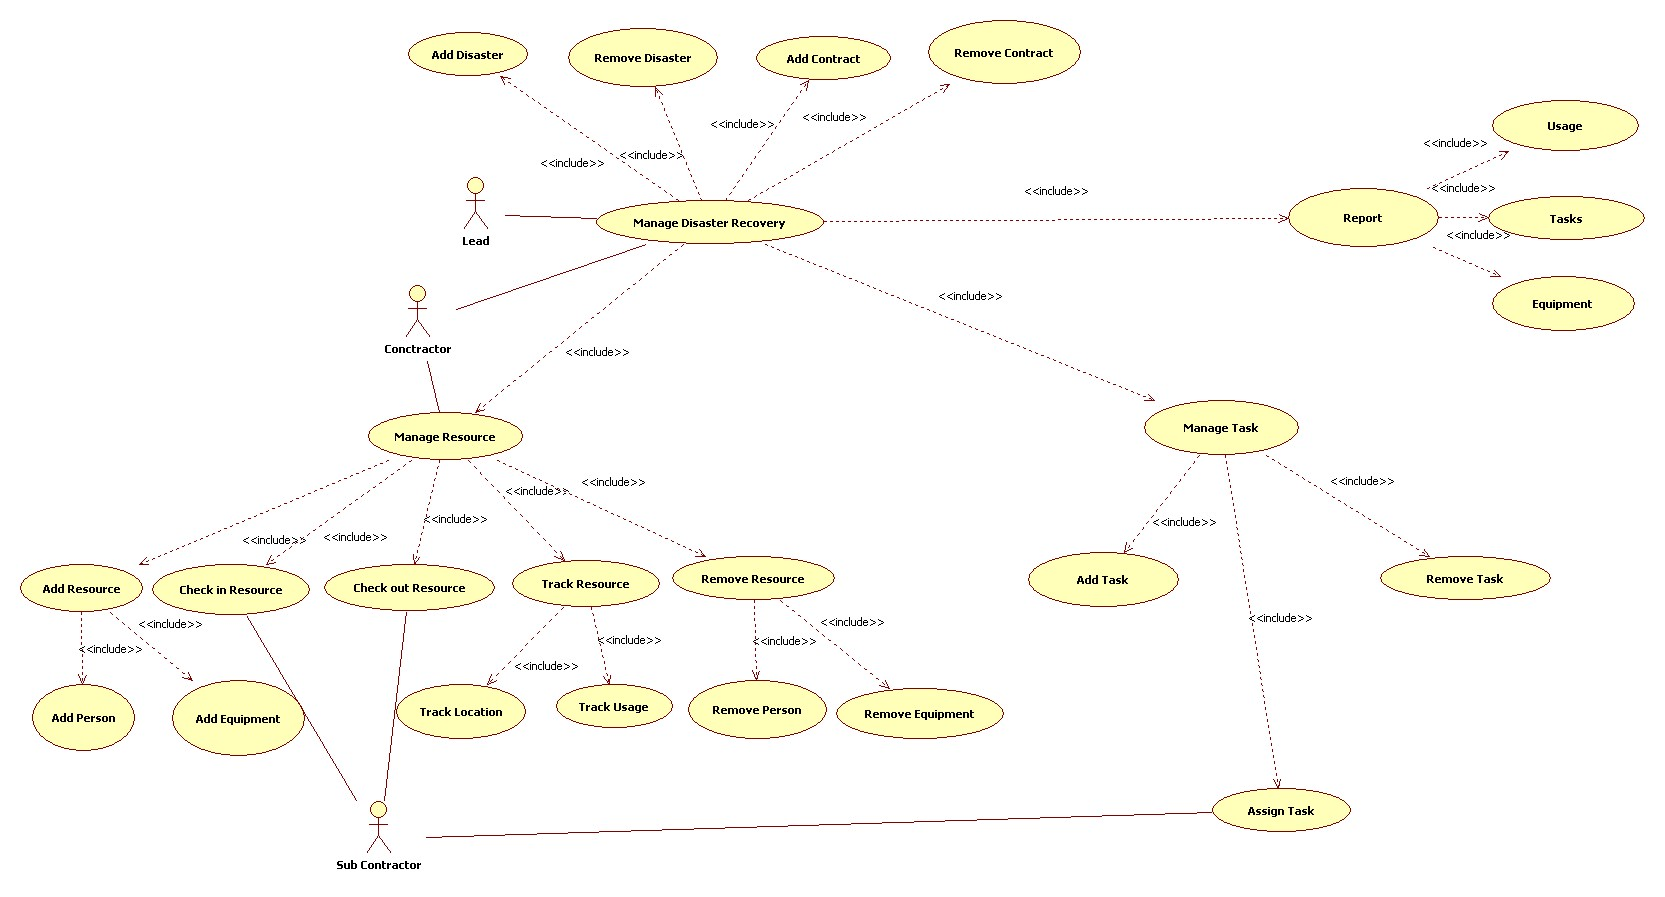 Add Disaster
Remove Disaster
Add Contract
Remove Contract
<<include>>
<<include>>
<<include>>
<<include>>
Usage
<<include>>
<<include>>
<<include>>
<<include>>
Lead
Manage Disaster Recovery
Report
Tasks
Equipment
<<include>>
Conctractor
<<include>>
Manage Resource
Manage Task
<<include>>
<<include>>
<<include>>
<<include>>
<<include>>
<<include>>
<<include>>
Add Resource
Check in Resource
Check out Resource
Track Resource
Remove Resource
Add Task
Remove Task
<<include>>
<<include>>
<<include>>
<<include>>
<<include>>
<<include>>
<<include>>
Add Person
Add Equipment
Track Location
Track Usage
Remove Person
Remove Equipment
Assign Task
Sub Contractor